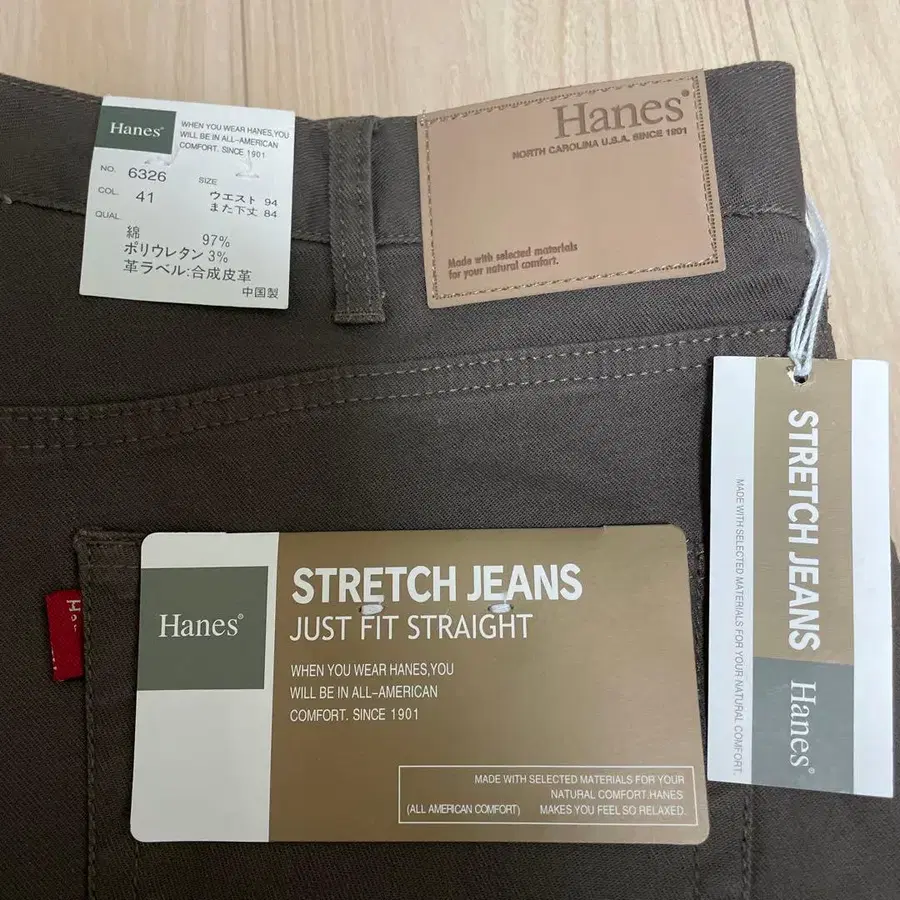 Hanes®
WHEN YOU WEAR HANES,YOU
WILL BE IN ALL-AMERICAN
COMFORT. SINCE 1901
NO. 6326
SIZE
COL. 41
ウエスト 94
また下丈 84
QUAL.
綿 97%
ポリウレタン 3%
革ラベル:合成皮革
中国製
Hanes®
NORTH CAROLINA U.S.A. SINCE 1901
Made with selected materials
for your natural comfort.
STRETCH JEANS
Hanes®
MADE WITH SELECTED MATERIALS FOR YOUR NATURAL COMFORT.
Hanes®
STRETCH JEANS
JUST FIT STRAIGHT
WHEN YOU WEAR HANES,YOU
WILL BE IN ALL-AMERICAN
COMFORT. SINCE 1901
MADE WITH SELECTED MATERIALS FOR YOUR
NATURAL COMFORT.HANES
(ALL AMERICAN COMFORT) MAKES YOU FEEL SO RELAXED.